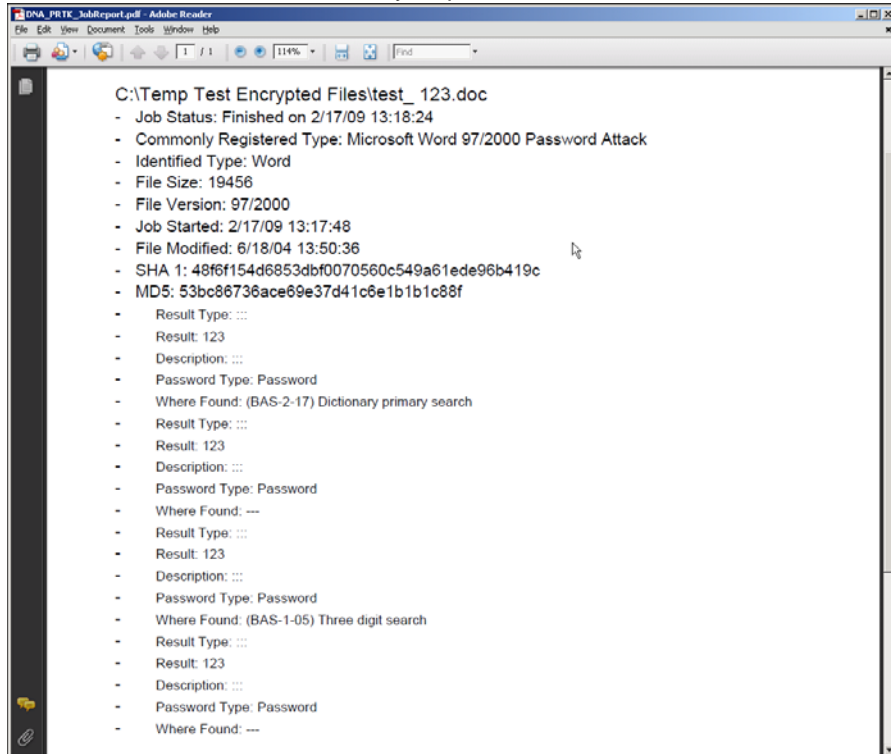 DNA_PRTK_JobReport.pdf - Adobe Reader
File Edit View Document Tools Window Help
1 / 1 114% Find
C:\Temp Test Encrypted Files\test_ 123.doc
- Job Status: Finished on 2/17/09 13:18:24
- Commonly Registered Type: Microsoft Word 97/2000 Password Attack
- Identified Type: Word
- File Size: 19456
- File Version: 97/2000
- Job Started: 2/17/09 13:17:48
- File Modified: 6/18/04 13:50:36
- SHA 1: 48f6f154d6853dbf0070560c549a61ede96b419c
- MD5: 53bc86736ace69e37d41c6e1b1b1c88f
- Result Type: :::
- Result: 123
- Description: :::
- Password Type: Password
- Where Found: (BAS-2-17) Dictionary primary search
- Result Type: :::
- Result: 123
- Description: :::
- Password Type: Password
- Where Found: ---
- Result Type: :::
- Result: 123
- Description: :::
- Password Type: Password
- Where Found: (BAS-1-05) Three digit search
- Result Type: :::
- Result: 123
- Description: :::
- Password Type: Password
- Where Found: ---